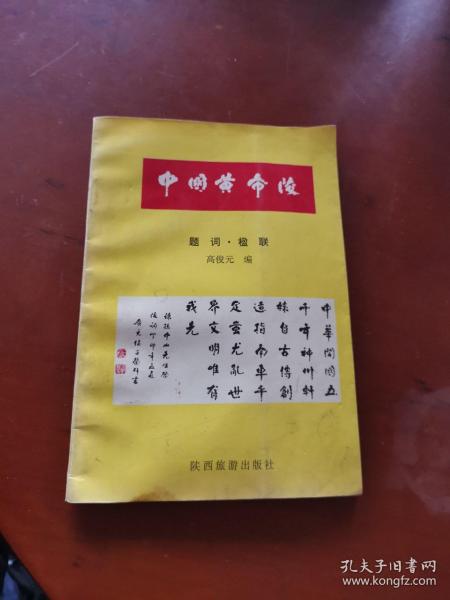 中国黄帝陵
题词·楹联
高俊元 编
中華開國五
千年神州軒
辕自古傳創
造指南車平
定蚩尤亂世
界文明唯有
我先
陕西旅游出版社
孔夫子旧书网
www.kongfz.com